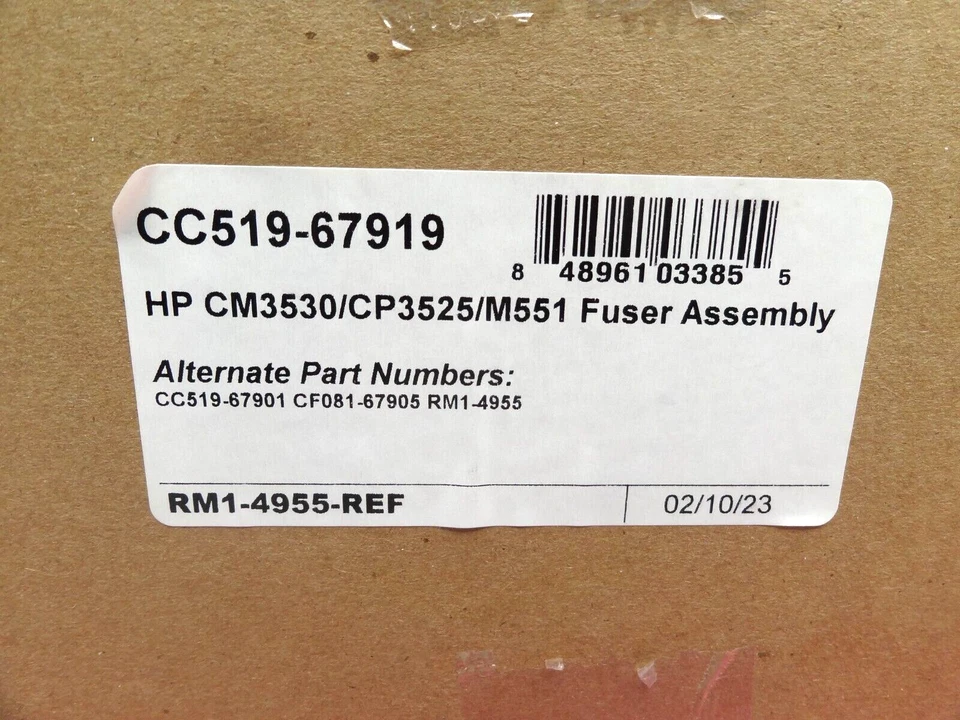 CC519-67919
8 48961 03385 5
HP CM3530/CP3525/M551 Fuser Assembly
Alternate Part Numbers:
CC519-67901 CF081-67905 RM1-4955
RM1-4955-REF 02/10/23